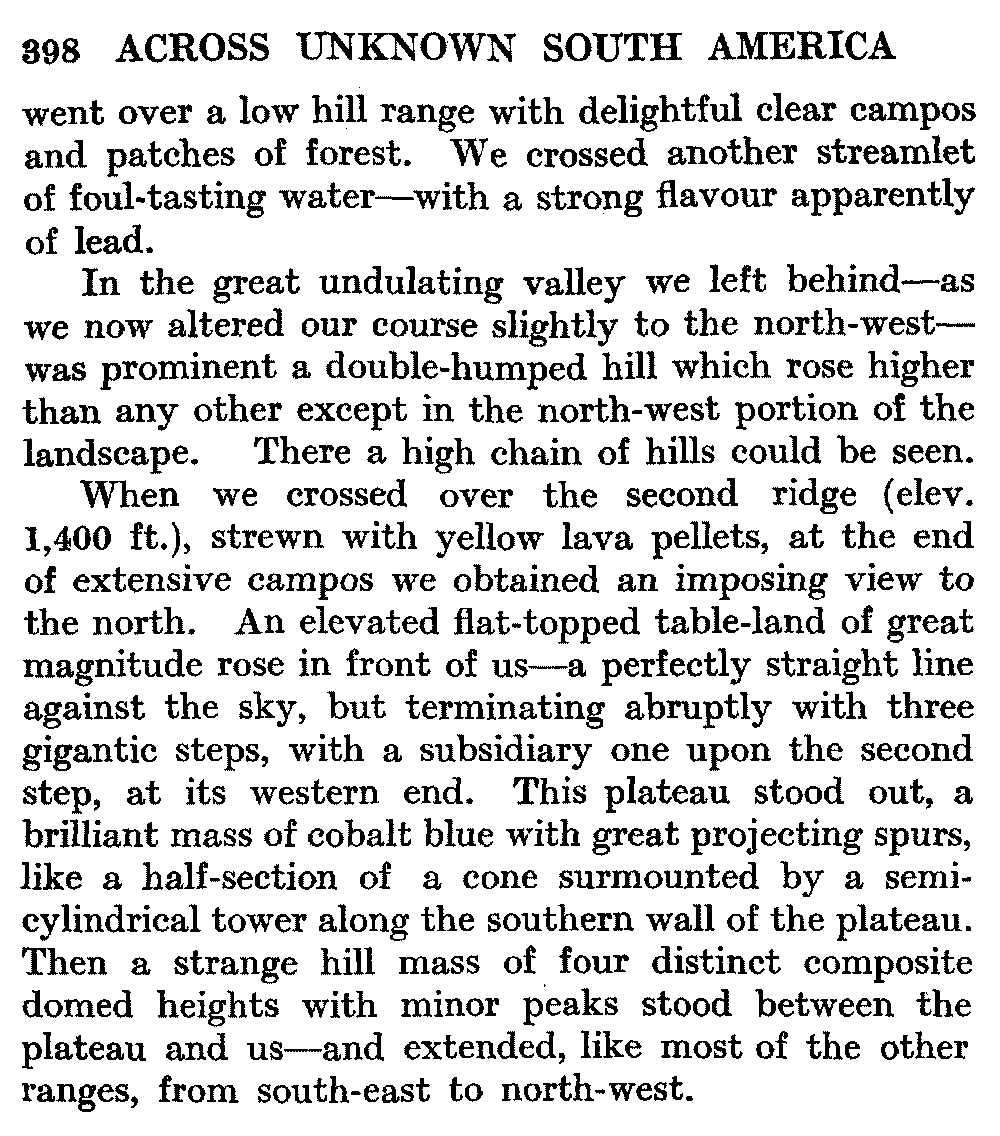 398 ACROSS UNKNOWN SOUTH AMERICA
went over a low hill range with delightful clear campos
and patches of forest. We crossed another streamlet
of foul-tasting water—with a strong flavour apparently
of lead.
In the great undulating valley we left behind—as
we now altered our course slightly to the north-west—
was prominent a double-humped hill which rose higher
than any other except in the north-west portion of the
landscape. There a high chain of hills could be seen.
When we crossed over the second ridge (elev.
1,400 ft.), strewn with yellow lava pellets, at the end
of extensive campos we obtained an imposing view to
the north. An elevated flat-topped table-land of great
magnitude rose in front of us—a perfectly straight line
against the sky, but terminating abruptly with three
gigantic steps, with a subsidiary one upon the second
step, at its western end. This plateau stood out, a
brilliant mass of cobalt blue with great projecting spurs,
like a half-section of a cone surmounted by a semi-
cylindrical tower along the southern wall of the plateau.
Then a strange hill mass of four distinct composite
domed heights with minor peaks stood between the
plateau and us—and extended, like most of the other
ranges, from south-east to north-west.